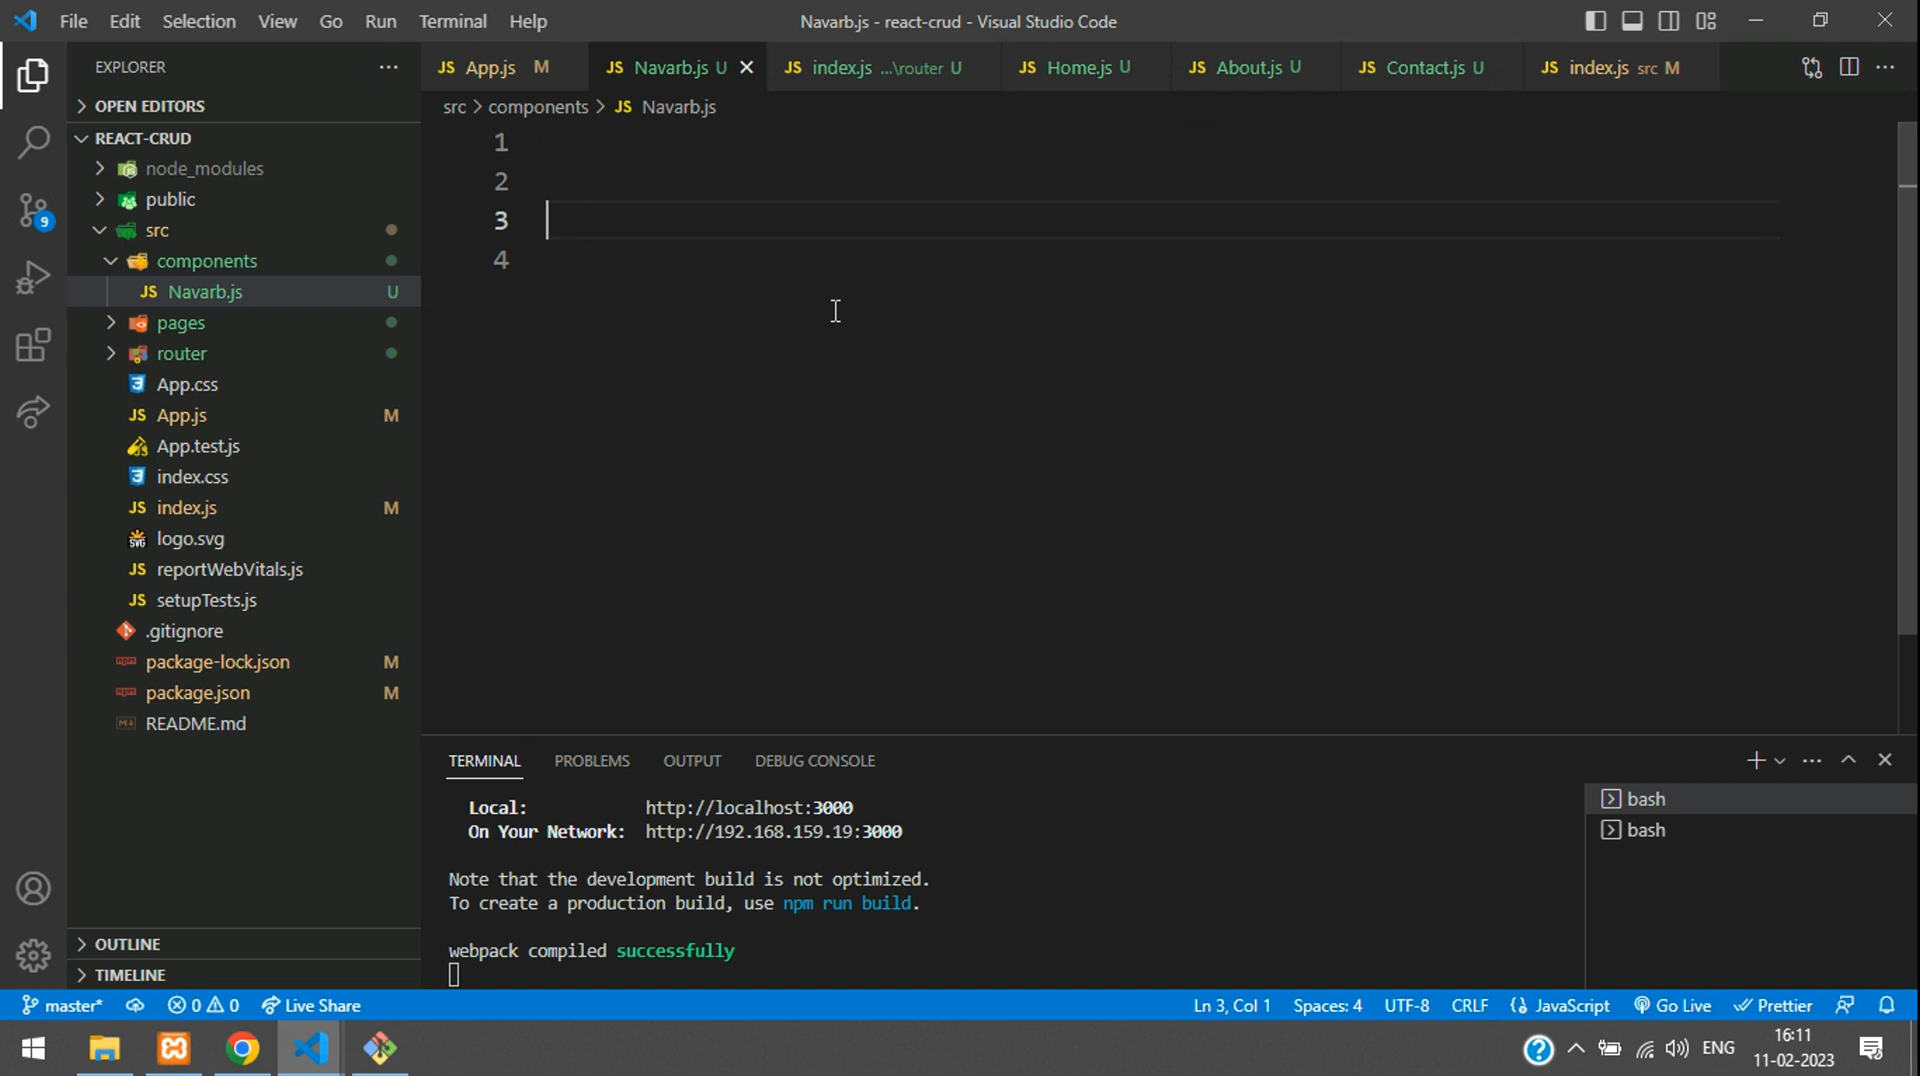 File Edit Selection View Go Run Terminal Help
Navarb.js - react-crud - Visual Studio Code
EXPLORER
OPEN EDITORS
REACT-CRUD
node_modules
public
src
components
JS Navarb.js U
pages
router
App.css
JS App.js M
App.test.js
index.css
JS index.js M
logo.svg
JS reportWebVitals.js
JS setupTests.js
.gitignore
package-lock.json M
package.json M
README.md
OUTLINE
TIMELINE
JS App.js M
JS Navarb.js U
JS index.js ...\router U
JS Home.js U
JS About.js U
JS Contact.js U
JS index.js src M
src > components > JS Navarb.js
1
2
3
4
TERMINAL PROBLEMS OUTPUT DEBUG CONSOLE
Local: http://localhost:3000
On Your Network: http://192.168.159.19:3000
Note that the development build is not optimized.
To create a production build, use npm run build.
webpack compiled successfully
bash
bash
9
master* 0 0 Live Share
Ln 3, Col 1 Spaces: 4 UTF-8 CRLF JavaScript Go Live Prettier
ENG
16:11
11-02-2023